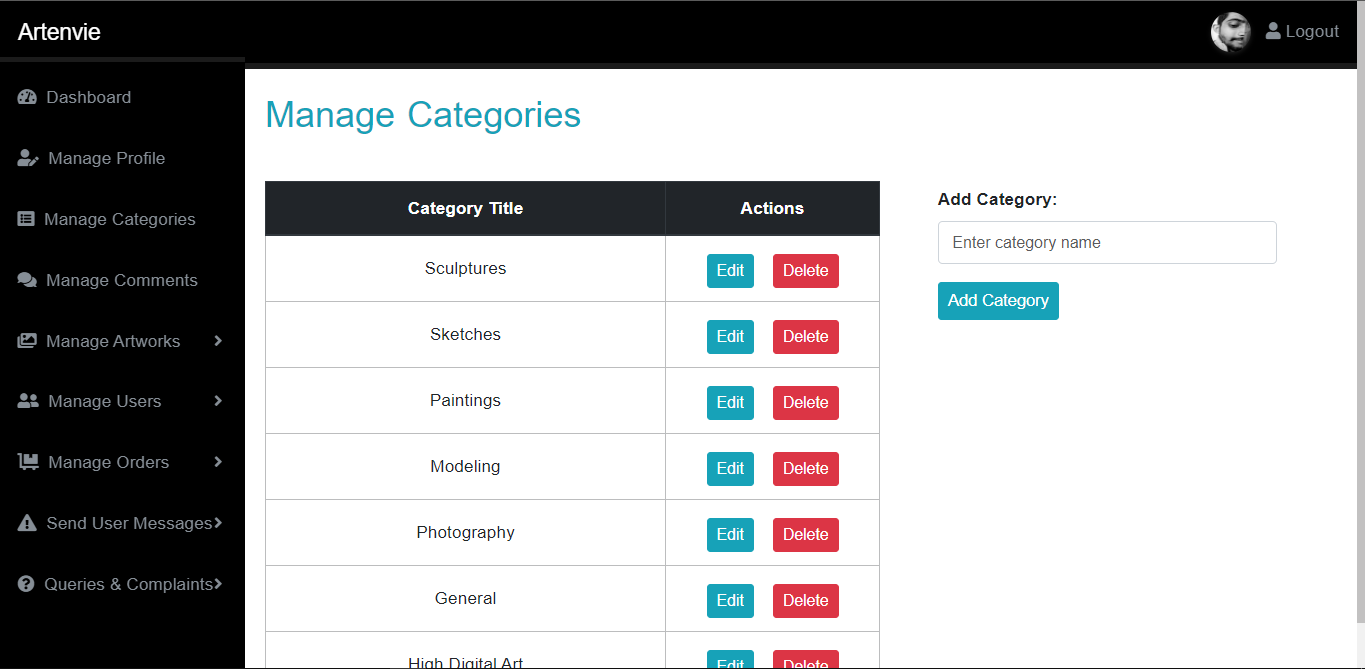 Artenvie
Logout
Dashboard
Manage Profile
Manage Categories
Manage Comments
Manage Artworks
Manage Users
Manage Orders
Send User Messages
Queries & Complaints
Manage Categories
Category Title Actions
Sculptures Edit Delete
Sketches Edit Delete
Paintings Edit Delete
Modeling Edit Delete
Photography Edit Delete
General Edit Delete
High Digital Art Edit Delete
Add Category:
Enter category name
Add Category